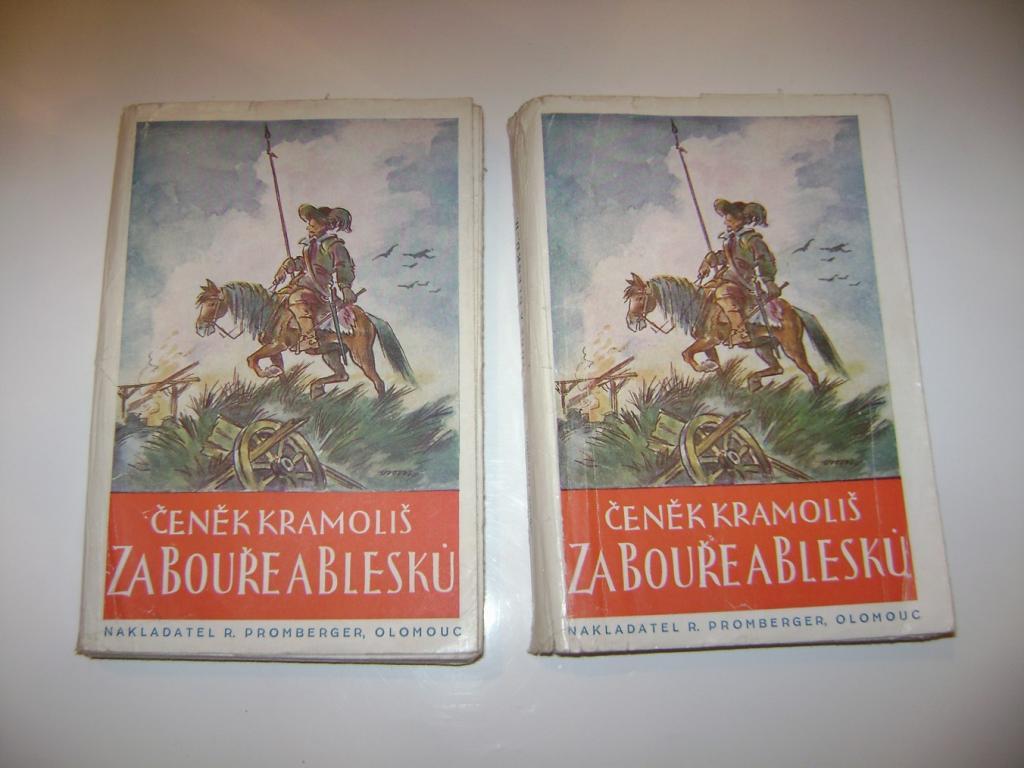 ČENĚK KRAMOLIŠ
ZA BOUŘE A BLESKŮ
NAKLADATEL R. PROMBERGER, OLOMOUC
ČENĚK KRAMOLIŠ
ZA BOUŘE A BLESKŮ
NAKLADATEL R. PROMBERGER, OLOMOUC